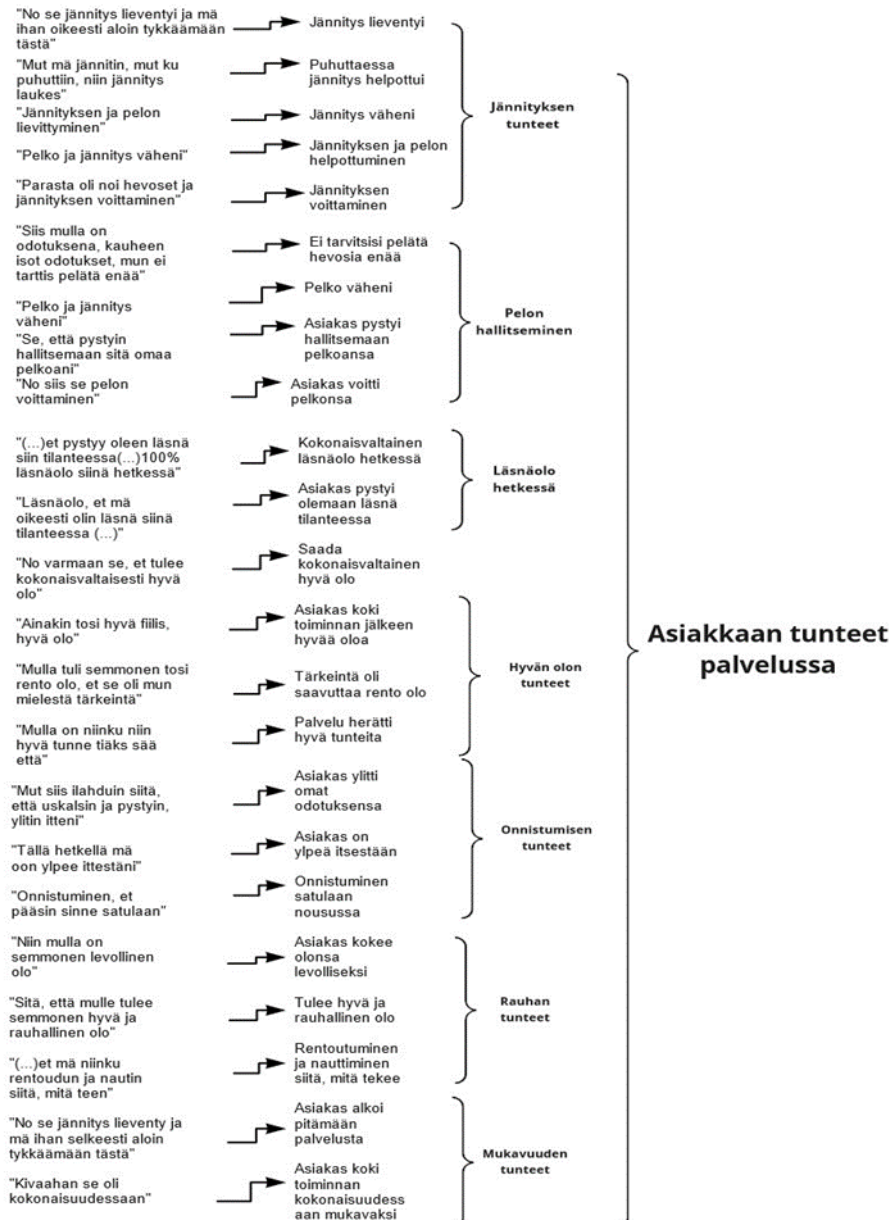 "No se jännitys lieventyi ja mä
ihan oikeesti aloin tykkäämään
tästä"
Jännitys lieventyi
"Mut mä jännitin, mut ku
puhuttiin, niin jännitys
laukes"
Puhuttaessa
jännitys helpottui
"Jännityksen ja pelon
lievittyminen"
Jännitys väheni
"Pelko ja jännitys väheni"
Jännityksen ja pelon
helpottuminen
"Parasta oli noi hevoset ja
jännityksen voittaminen"
Jännityksen
voittaminen
Jännityksen
tunteet
"Siis mulla on
odotuksena, kauheen
isot odotukset, mun ei
tarttis pelätä enää"
Ei tarvitsisi pelätä
hevosia enää
"Pelko ja jännitys
väheni"
Pelko väheni
"Se, että pystyin
hallitsemaan sitä omaa
pelkoani"
Asiakas pystyi
hallitsemaan
pelkoansa
"No siis se pelon
voittaminen"
Asiakas voitti
pelkonsa
Pelon
hallitseminen
"(...)et pystyy oleen läsnä
siin tilanteessa(...)100%
läsnäolo siinä hetkessä"
Kokonaisvaltainen
läsnäolo hetkessä
"Läsnäolo, et mä
oikeesti olin läsnä siinä
tilanteessa (...)"
Asiakas pystyi
olemaan läsnä
tilanteessa
Läsnäolo
hetkessä
"No varmaan se, et tulee
kokonaisvaltaisesti hyvä
olo"
Saada
kokonaisvaltainen
hyvä olo
"Ainakin tosi hyvä fiilis,
hyvä olo"
Asiakas koki
toiminnan jälkeen
hyvää oloa
"Mulla tuli semmonen tosi
rento olo, et se oli mun
mielestä tärkeintä"
Tärkeintä oli
saavuttaa rento olo
"Mulla on niinku niin
hyvä tunne tiäks sää
että"
Palvelu herätti
hyvä tunteita
Hyvän olon
tunteet
"Mut siis ilahduin siitä,
että uskalsin ja pystyin,
ylitin itteni"
Asiakas ylitti
omat
odotuksensa
"Tällä hetkellä mä
oon ylpee ittestäni"
Asiakas on
ylpeä itsestään
"Onnistuminen, et
pääsin sinne satulaan"
Onnistuminen
satulaan
nousussa
Onnistumisen
tunteet
"Niin mulla on
semmonen levollinen
olo"
Asiakas kokee
olonsa
levolliseksi
"Sitä, että mulle tulee
semmonen hyvä ja
rauhallinen olo"
Tulee hyvä ja
rauhallinen olo
"(...)et mä niinku
rentoudun ja nautin
siitä, mitä teen"
Rentoutuminen
ja nauttiminen
siitä, mitä tekee
Rauhan
tunteet
"No se jännitys lieventy ja
mä ihan selkeesti aloin
tykkäämään tästä"
Asiakas alkoi
pitämään
palvelusta
"Kivaahan se oli
kokonaisuudessaan"
Asiakas koki
toiminnan
kokonaisuudess
aan mukavaksi
Mukavuuden
tunteet
Asiakkaan tunteet
palvelussa